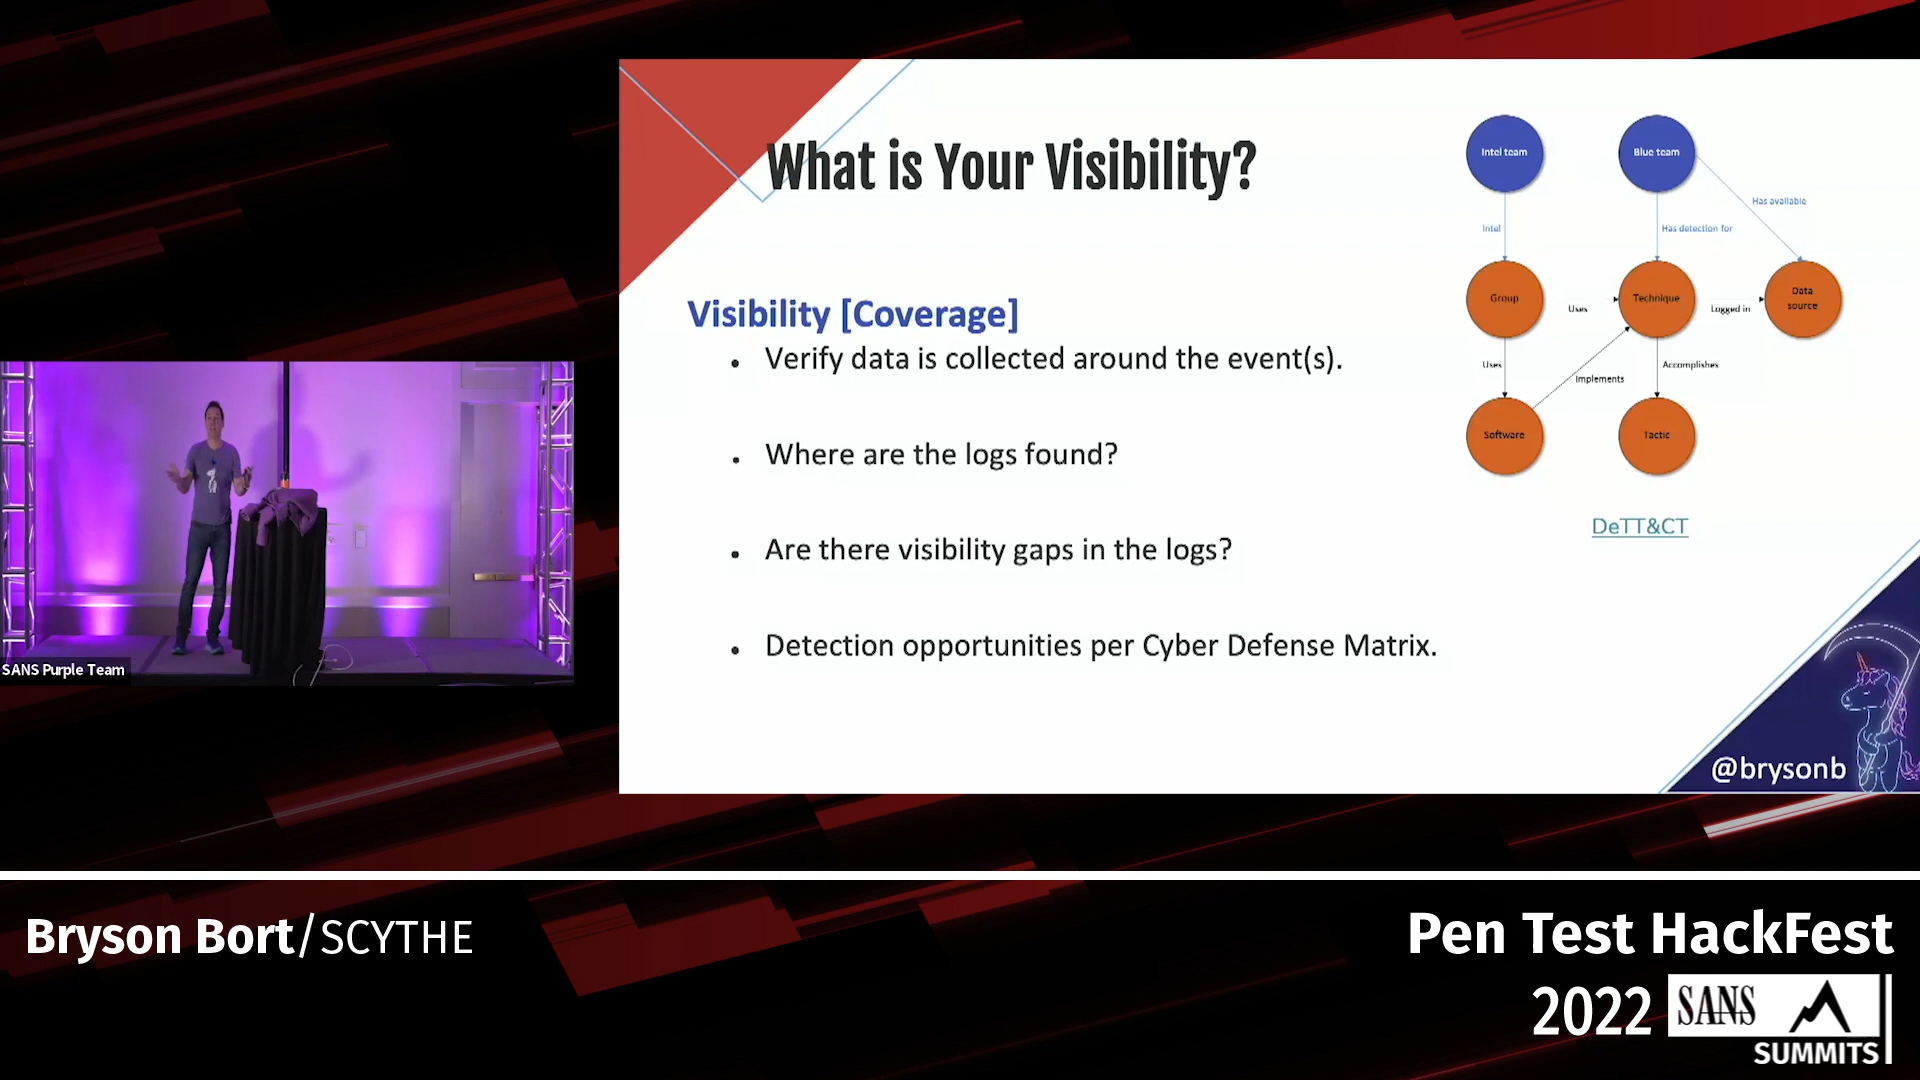 What is Your Visibility?
Visibility [Coverage]
• Verify data is collected around the event(s).
• Where are the logs found?
• Are there visibility gaps in the logs?
• Detection opportunities per Cyber Defense Matrix.
Intel team
Blue team
Has available
Intel
Has detection for
Group
Uses
Technique
Logged in
Data
source
Uses
Implements
Accomplishes
Software
Tactic
DeTT&CT
@brysonb
SANS Purple Team
Bryson Bort/SCYTHE
Pen Test HackFest
2022
SANS
SUMMITS